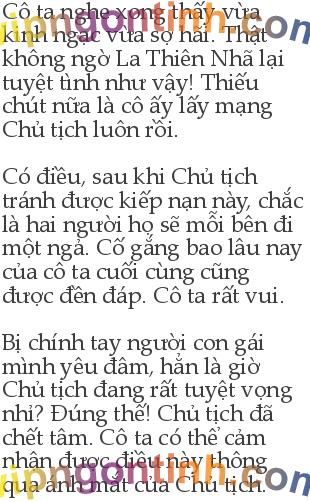 Cô ta nghe xong thấy vừa
kinh ngạc vừa sợ hãi. Thật
không ngờ La Thiên Nhã lại
tuyệt tình như vậy! Thiếu
chút nữa là cô ấy lấy mạng
Chủ tịch luôn rồi.
Có điều, sau khi Chủ tịch
tránh được kiếp nạn này, chắc
là hai người họ sẽ mỗi bên đi
một ngả. Cố gắng bao lâu nay
của cô ta cuối cùng cũng
được đền đáp. Cô ta rất vui.
Bị chính tay người con gái
mình yêu đâm, hẳn là giờ
Chủ tịch đang rất tuyệt vọng
nhỉ? Đúng thế! Chủ tịch đã
chết tâm. Cô ta có thể cảm
nhận được điều này thông
qua ánh mắt của Chủ tịch.
vipngontinh.com
vipngontinh.com